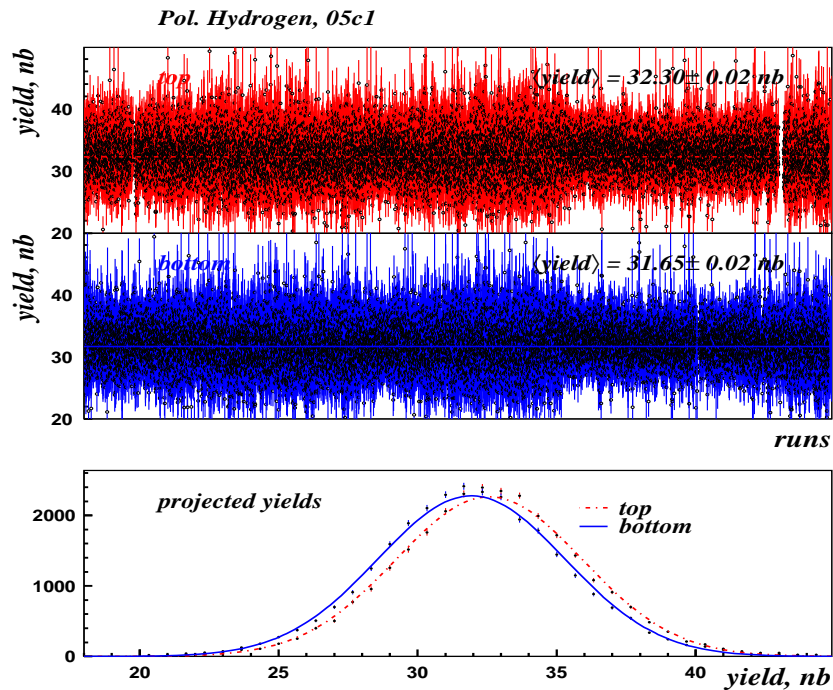 Pol. Hydrogen, 05c1
yield, nb
top
⟨yield⟩ = 32.30± 0.02 nb
40
30
20
yield, nb
bottom
⟨yield⟩ = 31.65± 0.02 nb
40
30
20
runs
projected yields
top
bottom
2000
1000
0
20 25 30 35 40
yield, nb